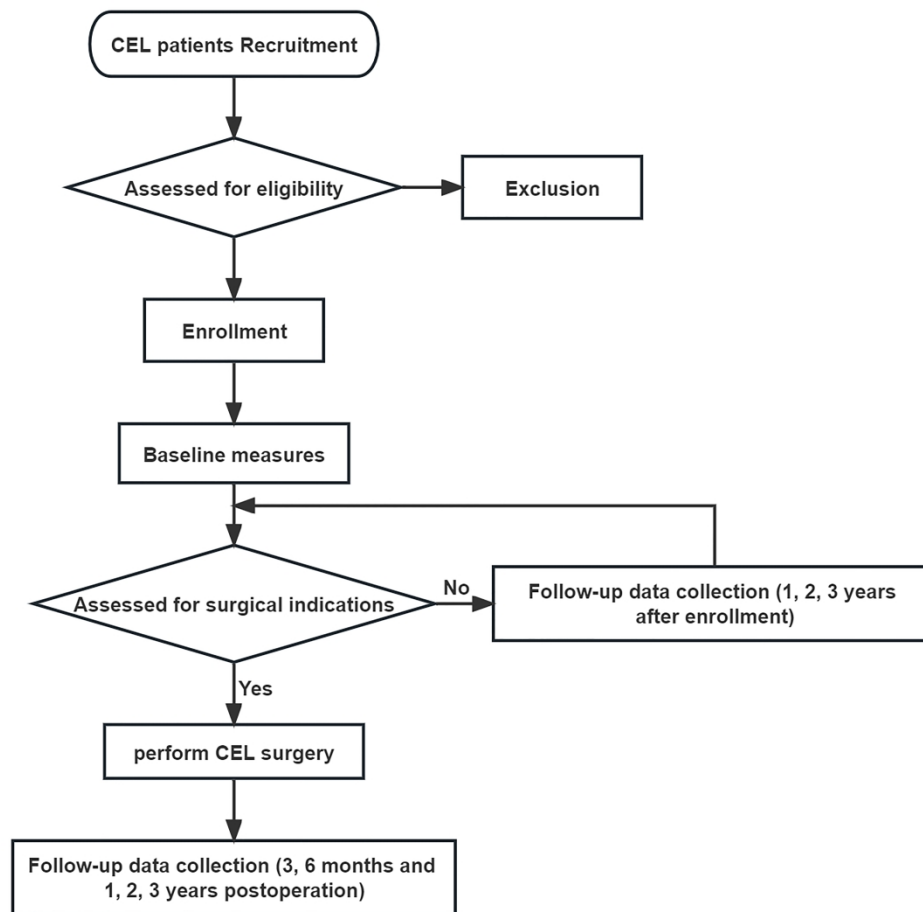 CEL patients Recruitment
Assessed for eligibility
Exclusion
Enrollment
Baseline measures
Assessed for surgical indications
No
Follow-up data collection (1, 2, 3 years
after enrollment)
Yes
perform CEL surgery
Follow-up data collection (3, 6 months and
1, 2, 3 years postoperation)